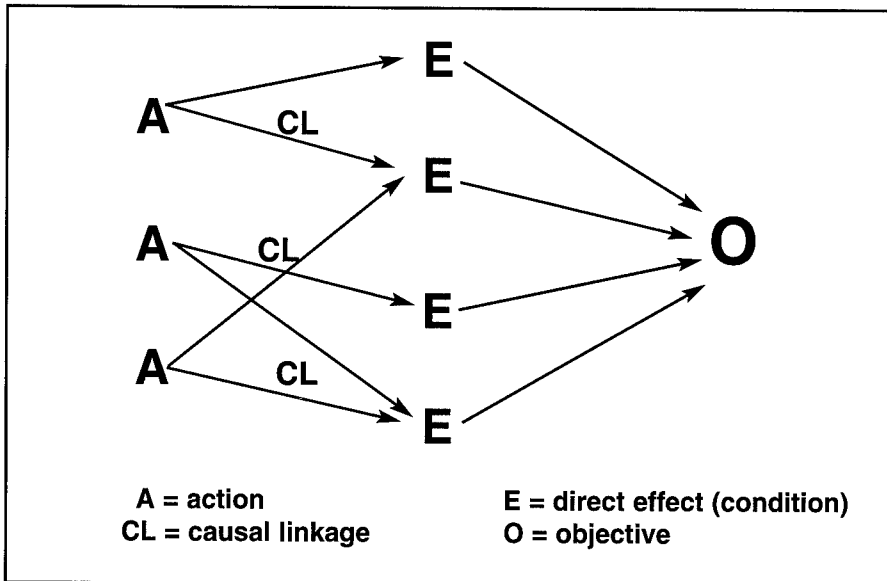 E
A
CL
E
A
CL
O
E
A
CL
E
A = action
CL = causal linkage
E = direct effect (condition)
O = objective